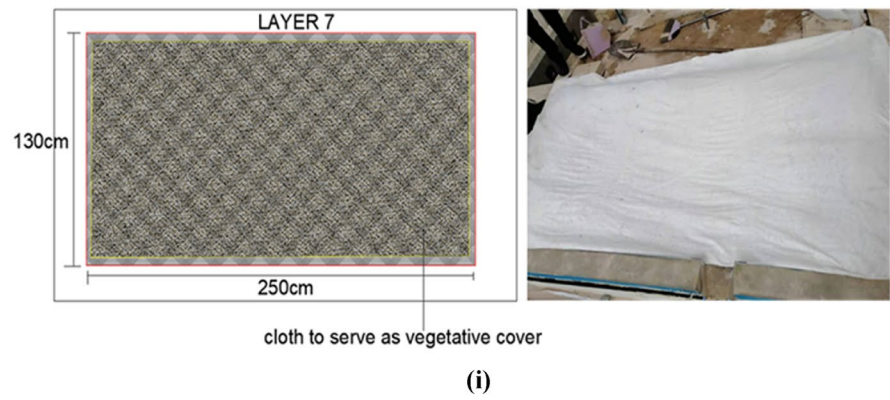 LAYER 7
130cm
250cm
cloth to serve as vegetative cover
(i)